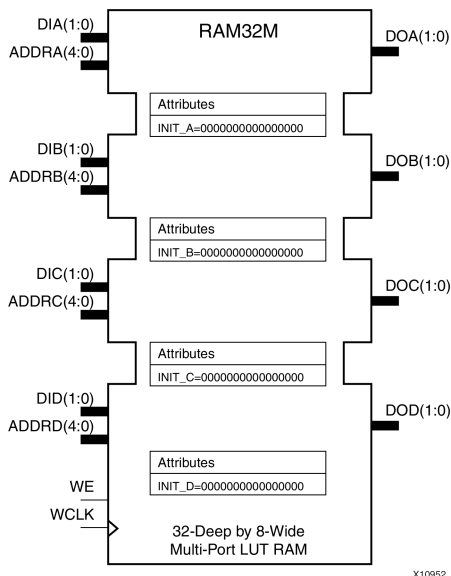 RAM32M
DIA(1:0)
ADDRA(4:0)
DOA(1:0)
Attributes
INIT_A=0000000000000000
DIB(1:0)
ADDRB(4:0)
DOB(1:0)
Attributes
INIT_B=0000000000000000
DIC(1:0)
ADDRC(4:0)
DOC(1:0)
Attributes
INIT_C=0000000000000000
DID(1:0)
ADDRD(4:0)
DOD(1:0)
Attributes
INIT_D=0000000000000000
WE
WCLK
32-Deep by 8-Wide
Multi-Port LUT RAM
X10952